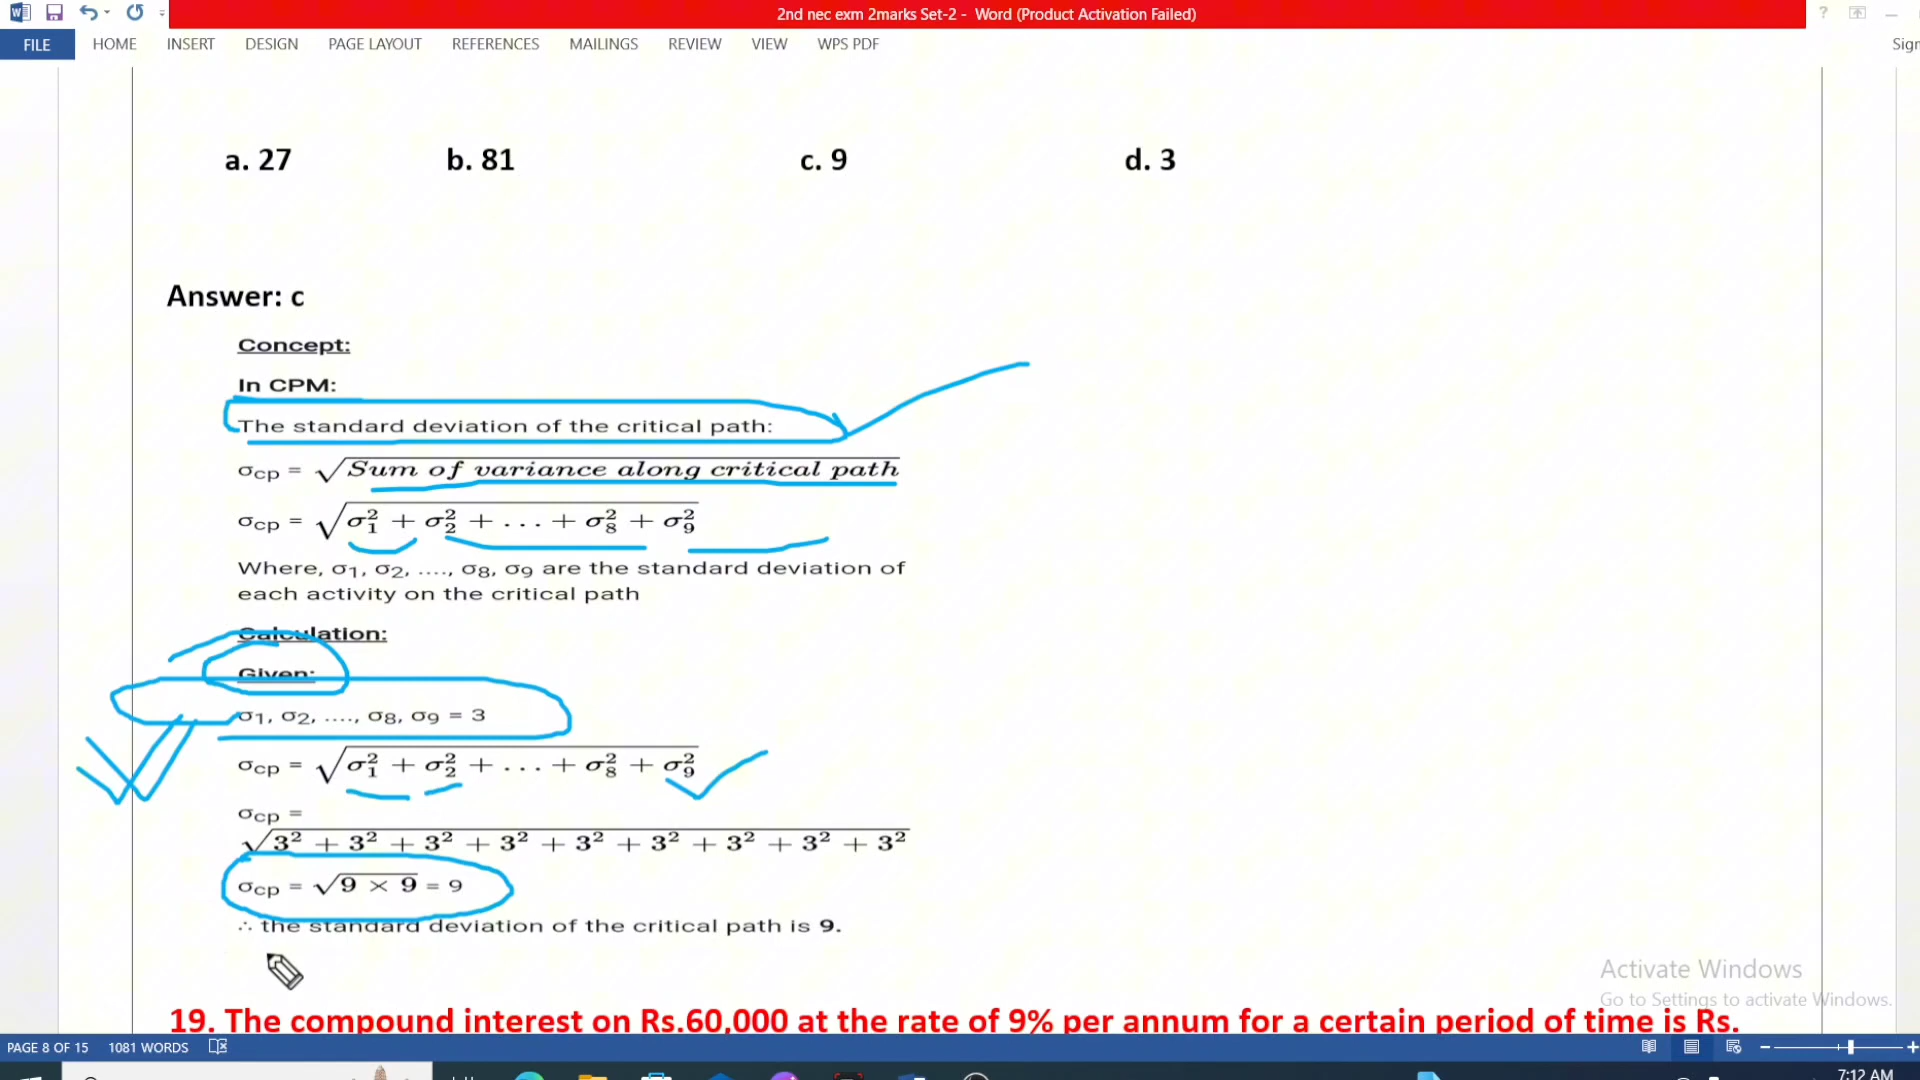 2nd nec exm 2marks Set-2 - Word (Product Activation Failed)
FILE HOME INSERT DESIGN PAGE LAYOUT REFERENCES MAILINGS REVIEW VIEW WPS PDF Sign
a. 27 b. 81 c. 9 d. 3
Answer: c
Concept:
In CPM:
The standard deviation of the critical path:
σcp = √Sum of variance along critical path
σcp = √σ₁² + σ₂² + ... + σ₈² + σ₉²
Where, σ₁, σ₂, ...., σ₈, σ₉ are the standard deviation of
each activity on the critical path
Calculation:
Given:
σ₁, σ₂, ...., σ₈, σ₉ = 3
σcp = √σ₁² + σ₂² + ... + σ₈² + σ₉²
σcp =
√3² + 3² + 3² + 3² + 3² + 3² + 3² + 3² + 3²
σcp = √9 × 9 = 9
∴ the standard deviation of the critical path is 9.
Activate Windows
Go to Settings to activate Windows.
19. The compound interest on Rs.60,000 at the rate of 9% per annum for a certain period of time is Rs.
PAGE 8 OF 15 1081 WORDS
7:12 AM